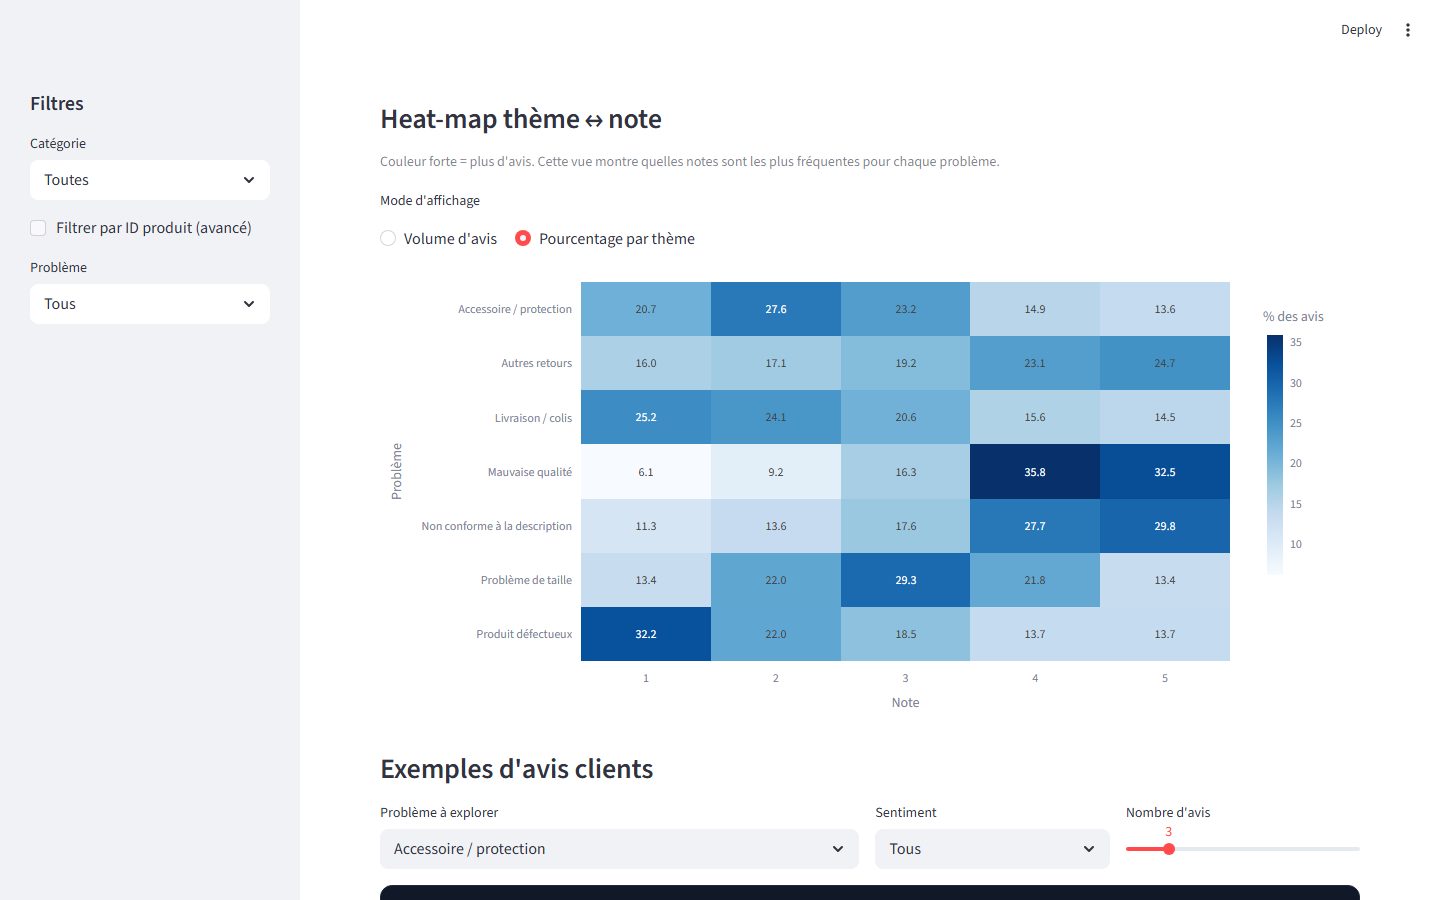 Deploy
Filtres
Catégorie
Toutes
Filtrer par ID produit (avancé)
Problème
Tous
Heat-map thème ↔ note
Couleur forte = plus d'avis. Cette vue montre quelles notes sont les plus fréquentes pour chaque problème.
Mode d'affichage
Volume d'avis Pourcentage par thème
Problème
Accessoire / protection 20.7 27.6 23.2 14.9 13.6
Autres retours 16.0 17.1 19.2 23.1 24.7
Livraison / colis 25.2 24.1 20.6 15.6 14.5
Mauvaise qualité 6.1 9.2 16.3 35.8 32.5
Non conforme à la description 11.3 13.6 17.6 27.7 29.8
Problème de taille 13.4 22.0 29.3 21.8 13.4
Produit défectueux 32.2 22.0 18.5 13.7 13.7
1 2 3 4 5
Note
% des avis
35
30
25
20
15
10
Exemples d'avis clients
Problème à explorer Sentiment Nombre d'avis
3
Accessoire / protection Tous